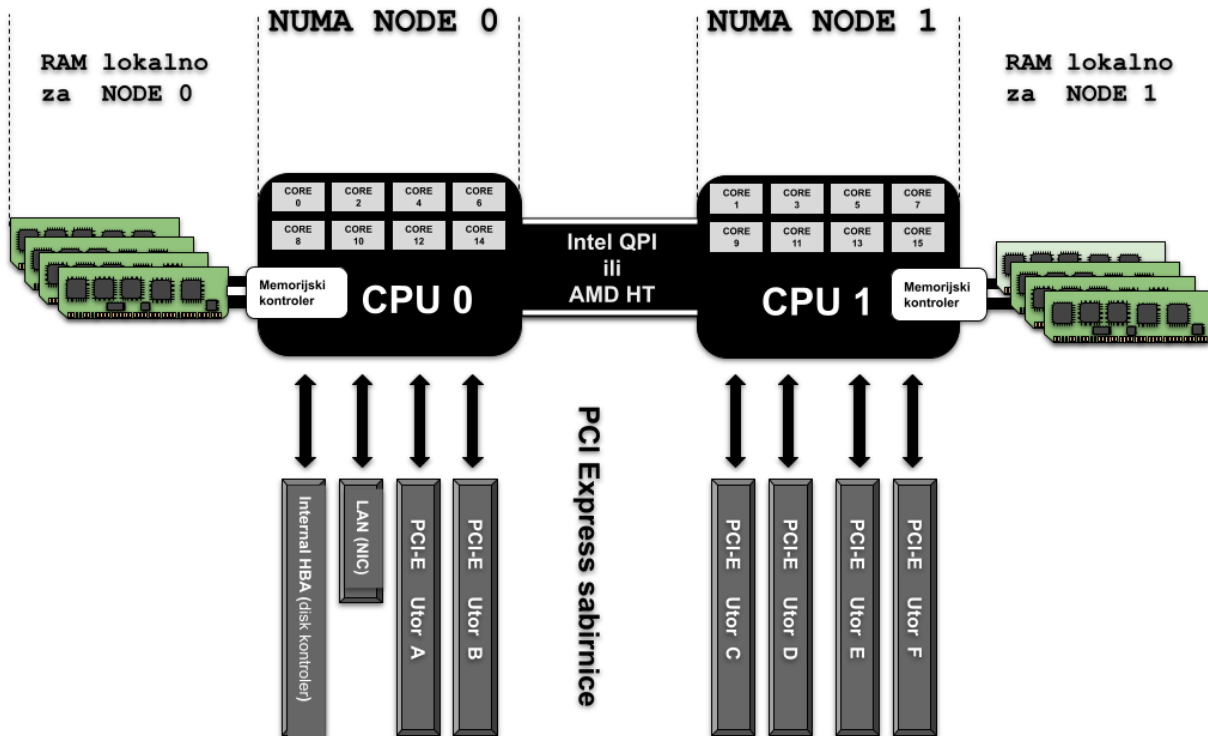 NUMA NODE 0
NUMA NODE 1
RAM lokalno
za NODE 0
RAM lokalno
za NODE 1
CORE
0
CORE
2
CORE
4
CORE
6
CORE
8
CORE
10
CORE
12
CORE
14
Memorijski
kontroler
CPU 0
Intel QPI
ili
AMD HT
CORE
1
CORE
3
CORE
5
CORE
7
CORE
9
CORE
11
CORE
13
CORE
15
CPU 1
Memorijski
kontroler
Internal HBA (disk kontroler)
LAN (NIC)
PCI-E Utor A
PCI-E Utor B
PCI Express sabirnice
PCI-E Utor C
PCI-E Utor D
PCI-E Utor E
PCI-E Utor F